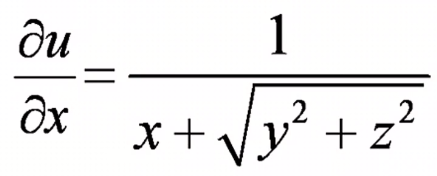 ∂u/∂x = 1/(x + √(y² + z²))